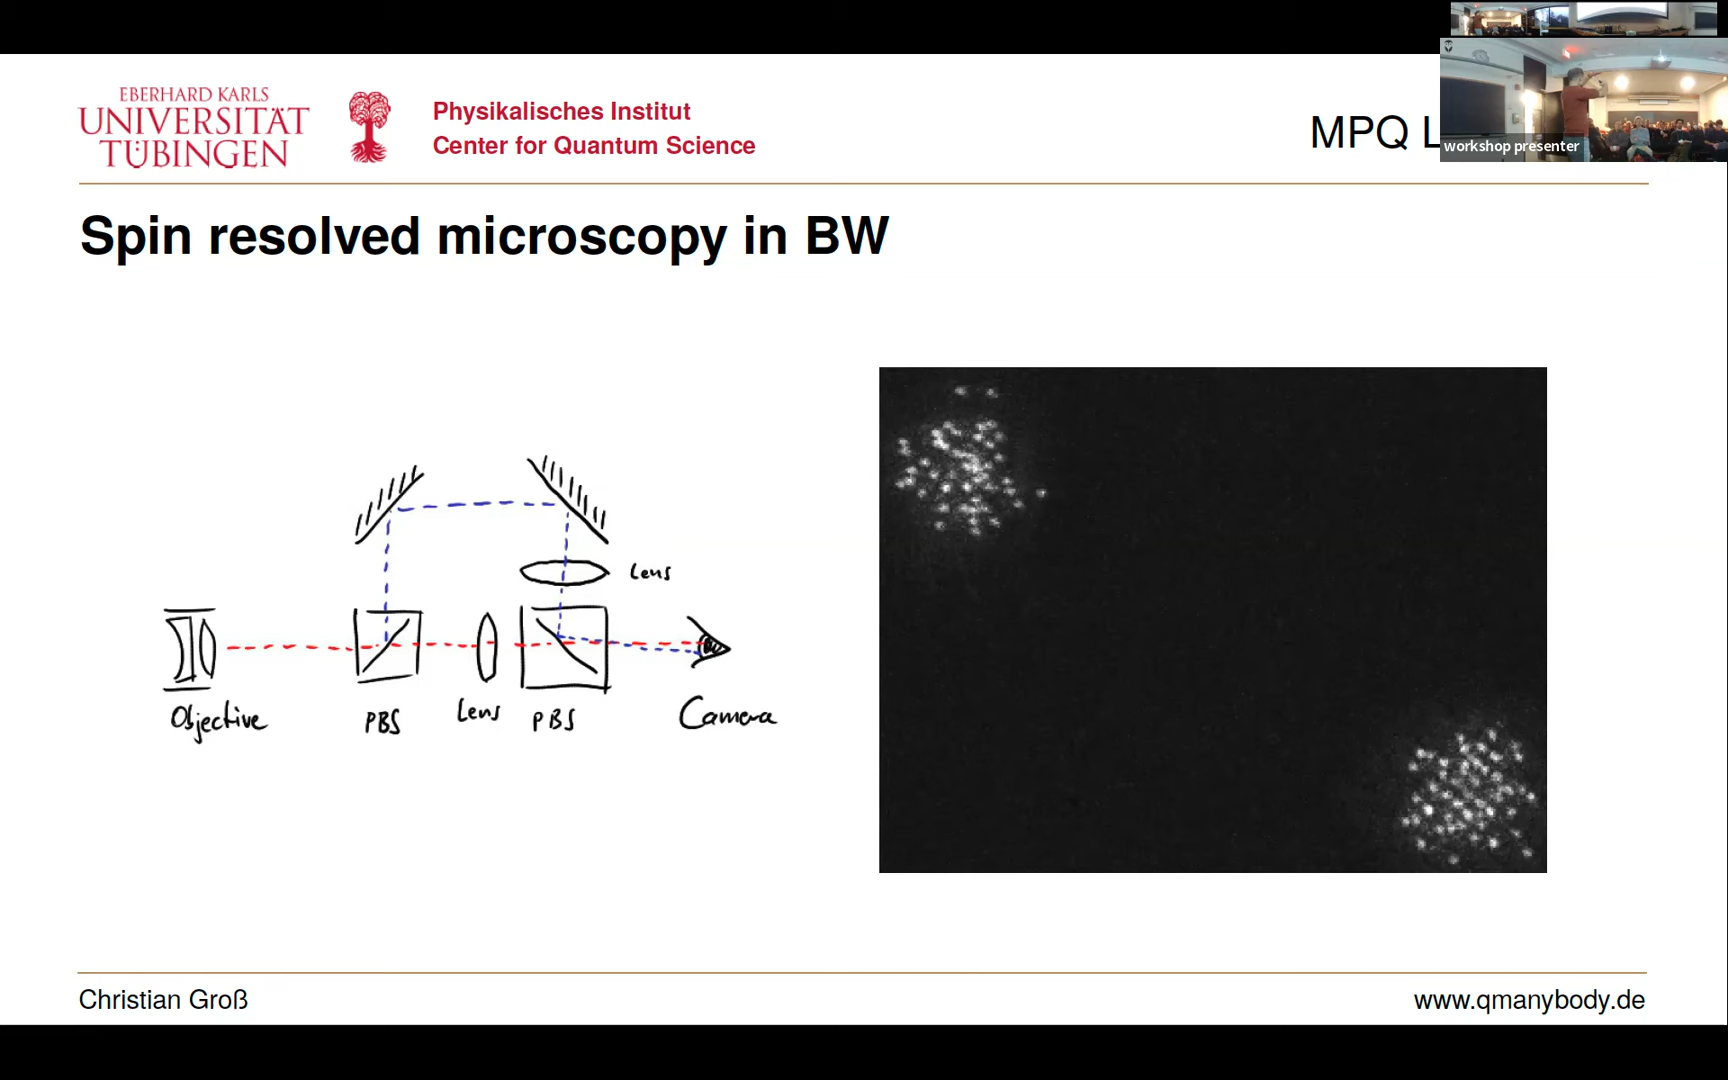 EBERHARD KARLS
UNIVERSITÄT
TÜBINGEN
Physikalisches Institut
Center for Quantum Science
MPQ L
workshop presenter
Spin resolved microscopy in BW
Lens
Objective
PBS
Lens
PBS
Camera
Christian Groß
www.qmanybody.de